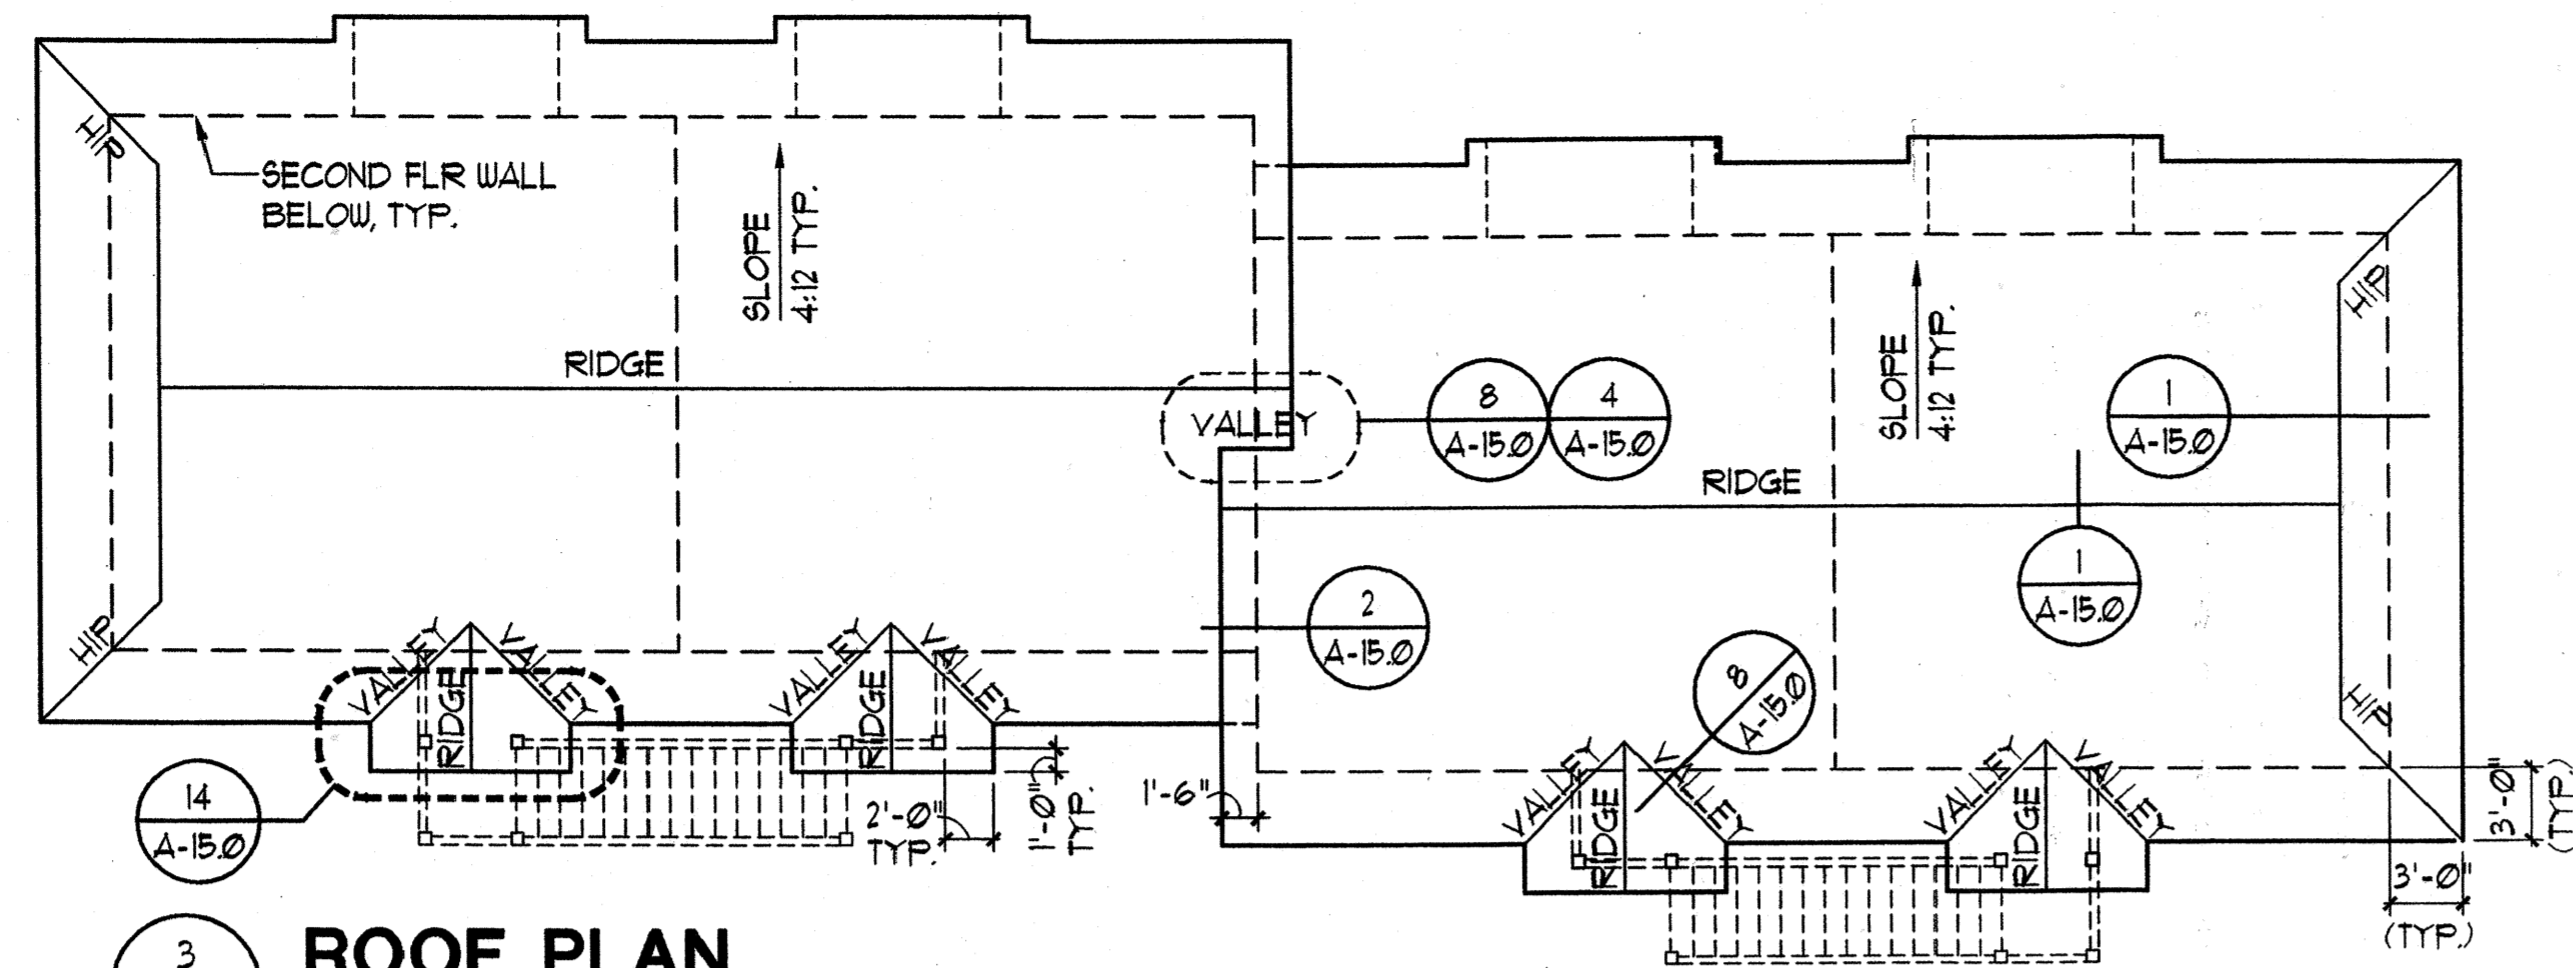 HIP
SECOND FLR WALL
BELOW, TYP.
SLOPE
4:12 TYP.
RIDGE
HIP
VALLEY
8
A-15.0
4
A-15.0
SLOPE
4:12 TYP.
HIP
1
A-15.0
RIDGE
1
A-15.0
2
A-15.0
8
A-15.0
HIP
VALLEY
VALLEY
RIDGE
VALLEY
VALLEY
RIDGE
14
A-15.0
2'-0"
TYP.
1'-0"
TYP.
1'-6"
VALLEY
VALLEY
RIDGE
VALLEY
VALLEY
RIDGE
3'-0"
(TYP.)
3'-0"
(TYP.)
3
ROOF PLAN